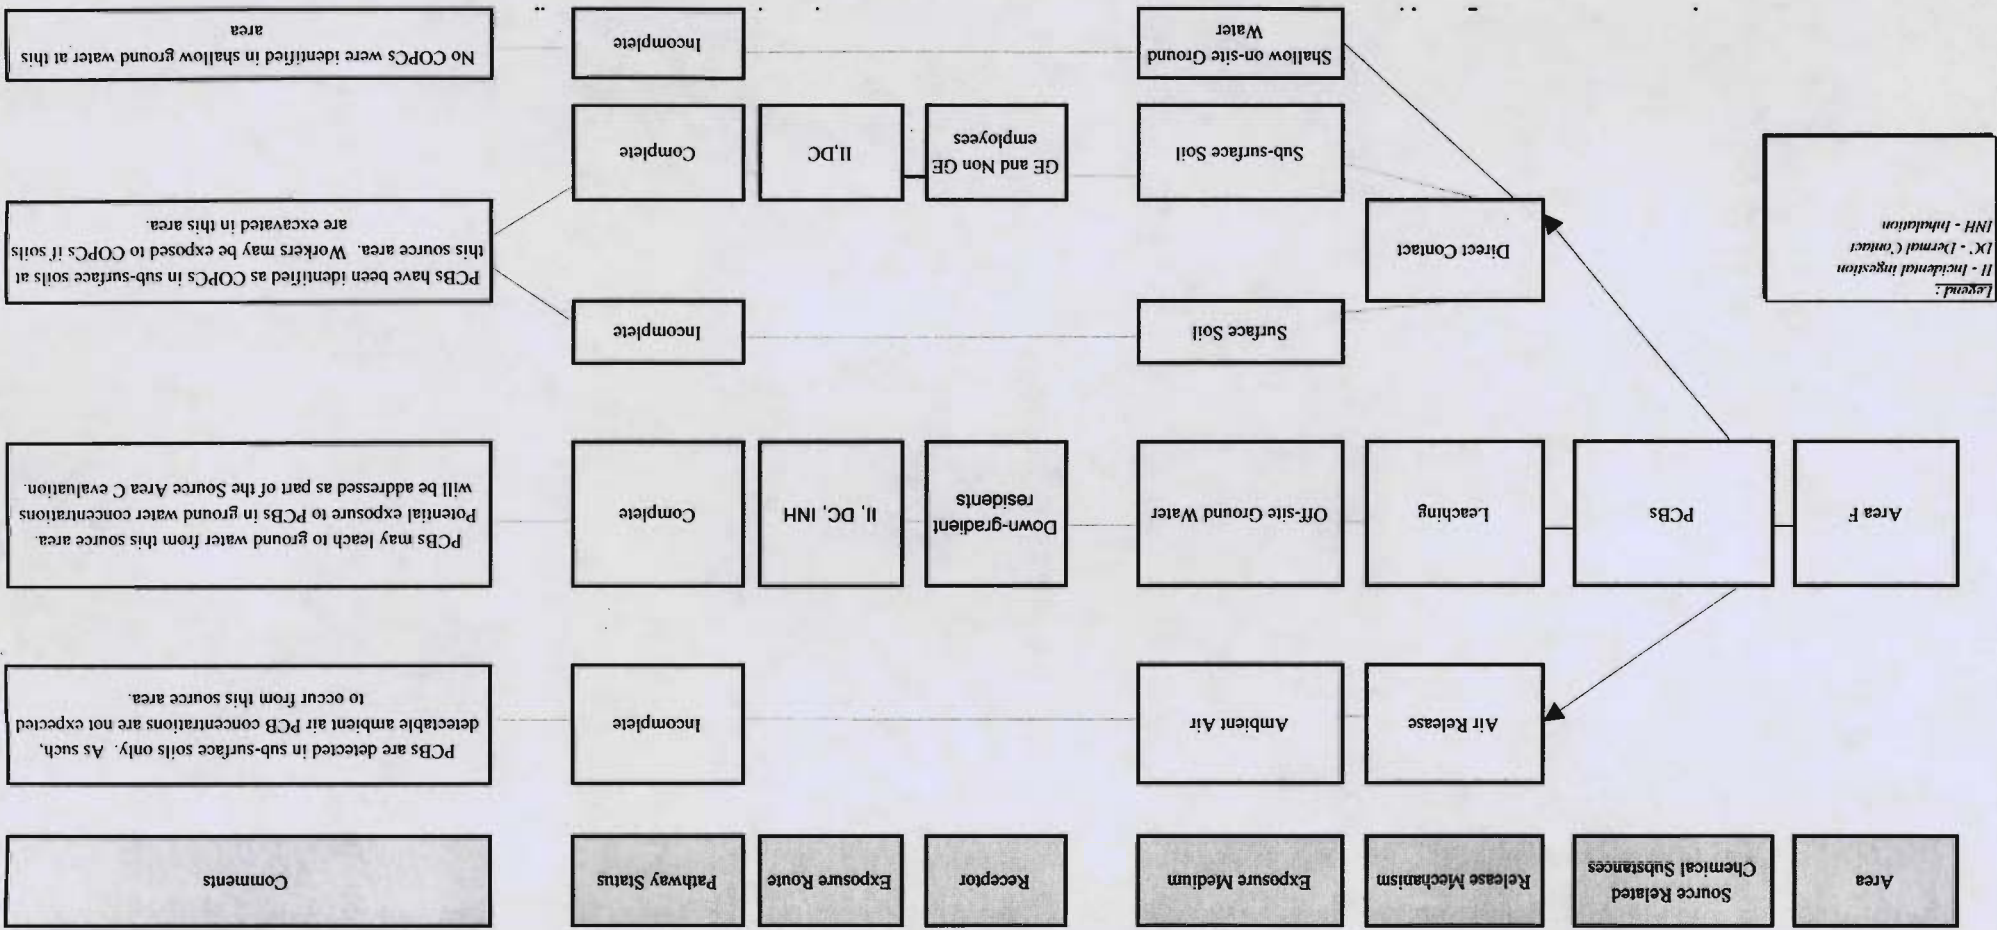 Area
Source Related
Chemical Substances
Release Mechanism
Exposure Medium
Receptor
Exposure Route
Pathway Status
Comments
Air Release
Ambient Air
Incomplete
PCBs are detected in sub-surface soils only. As such,
detectable ambient air PCB concentrations are not expected
to occur from this source area.
Area F
PCBs
Leaching
Off-site Ground Water
Down-gradient
residents
II, DC, INH
Complete
PCBs may leach to ground water from this source area.
Potential exposure to PCBs in ground water concentrations
will be addressed as part of the Source Area C evaluation.
Surface Soil
Incomplete
Direct Contact
PCBs have been identified as COPCs in sub-surface soils at
this source area. Workers may be exposed to COPCs if soils
are excavated in this area.
Sub-surface Soil
GE and Non GE
employees
II,DC
Complete
Shallow on-site Ground
Water
Incomplete
No COPCs were identified in shallow ground water at this
area
Legend :
II - Incidental ingestion
DC - Dermal Contact
INH - Inhalation